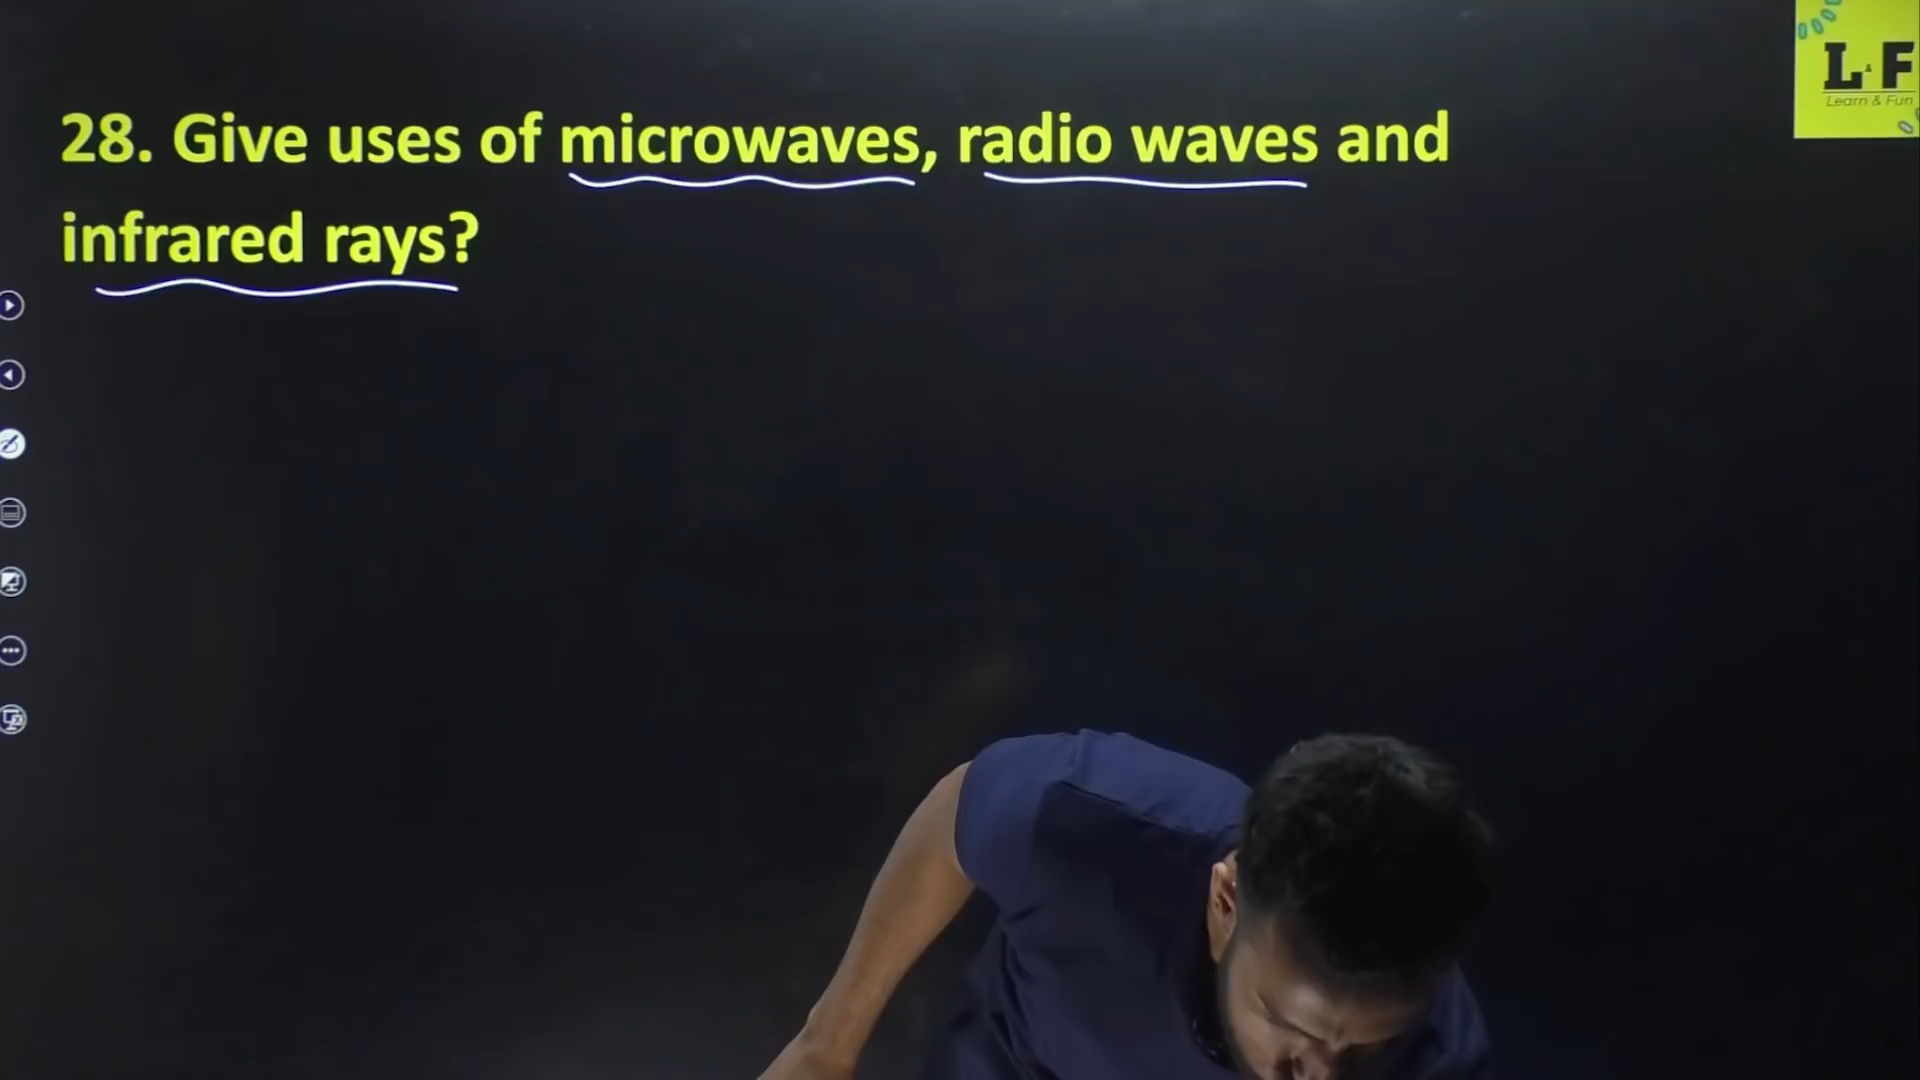 28. Give uses of microwaves, radio waves and
infrared rays?
L&F
Learn & Fun